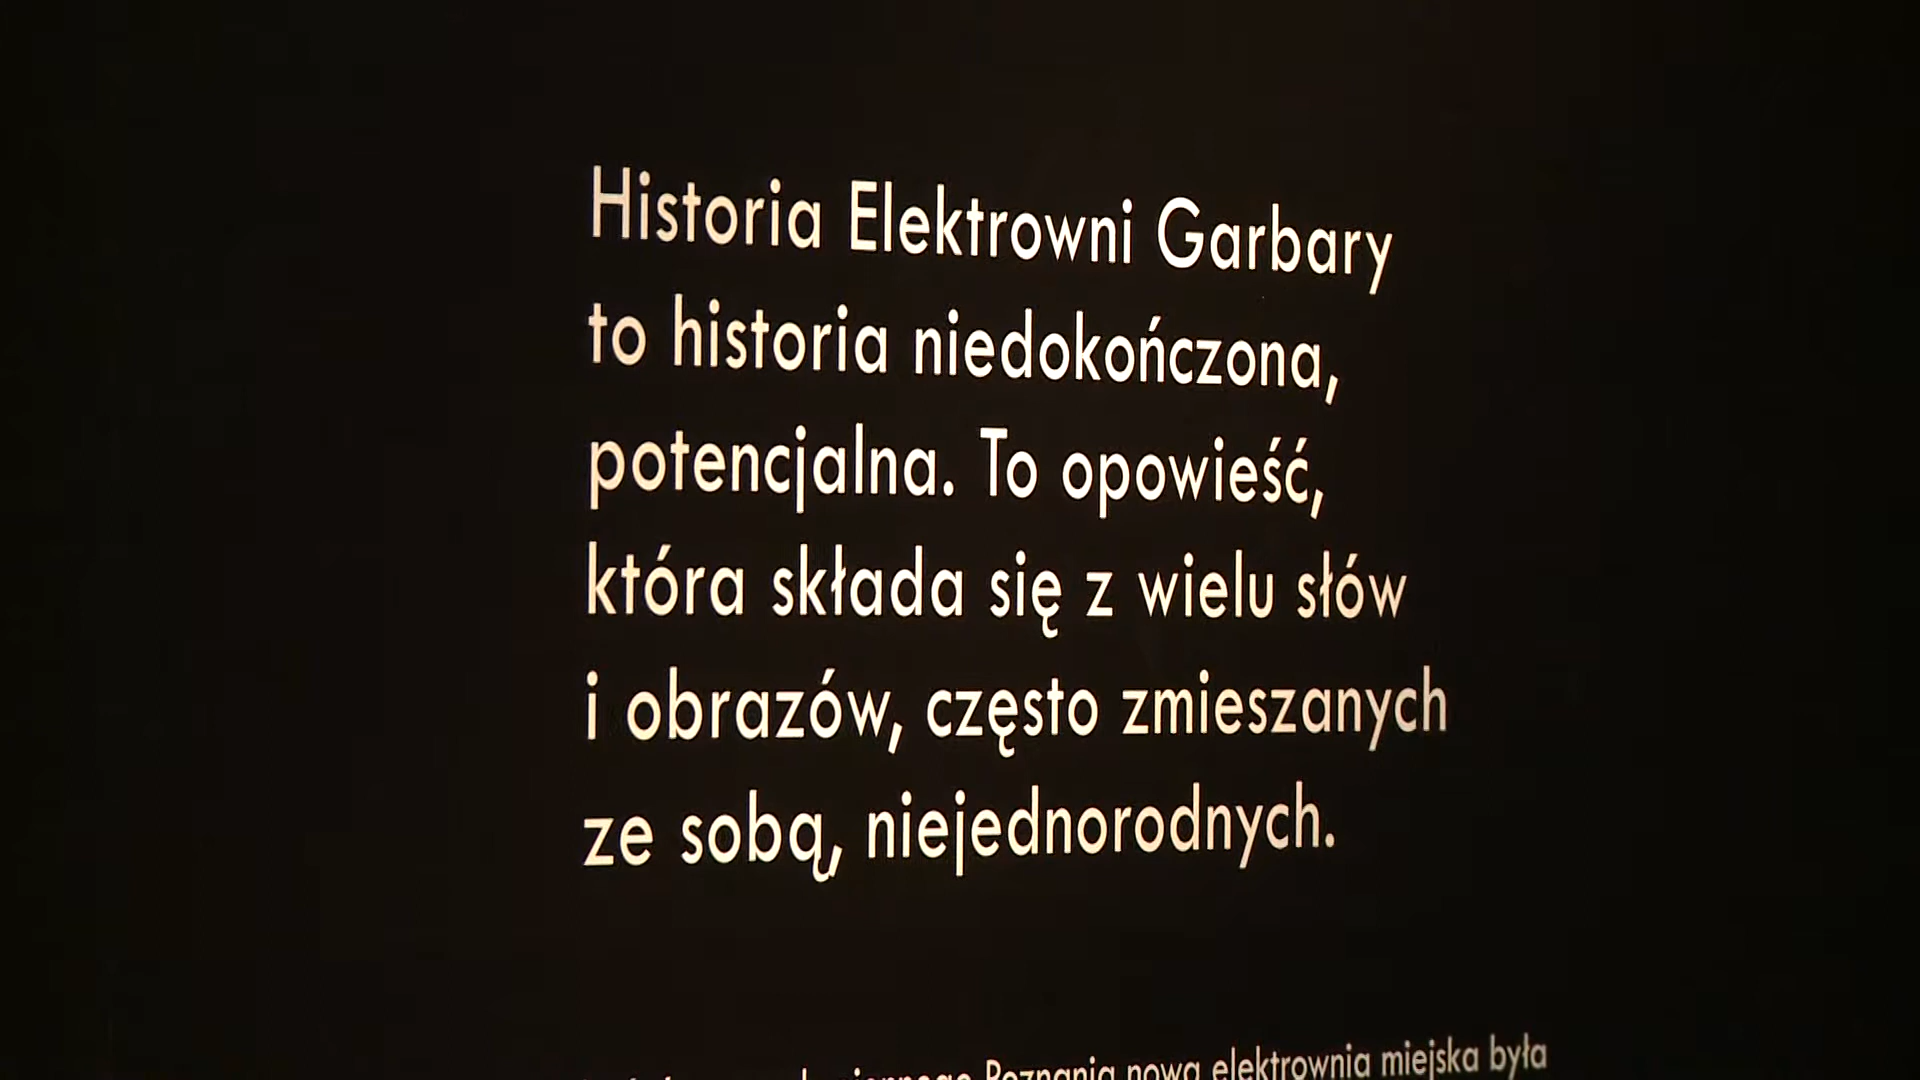 Historia Elektrowni Garbary
to historia niedokończona,
potencjalna. To opowieść,
która składa się z wielu słów
i obrazów, często zmieszanych
ze sobą, niejednorodnych.
Poznania nowa elektrownia miejska była